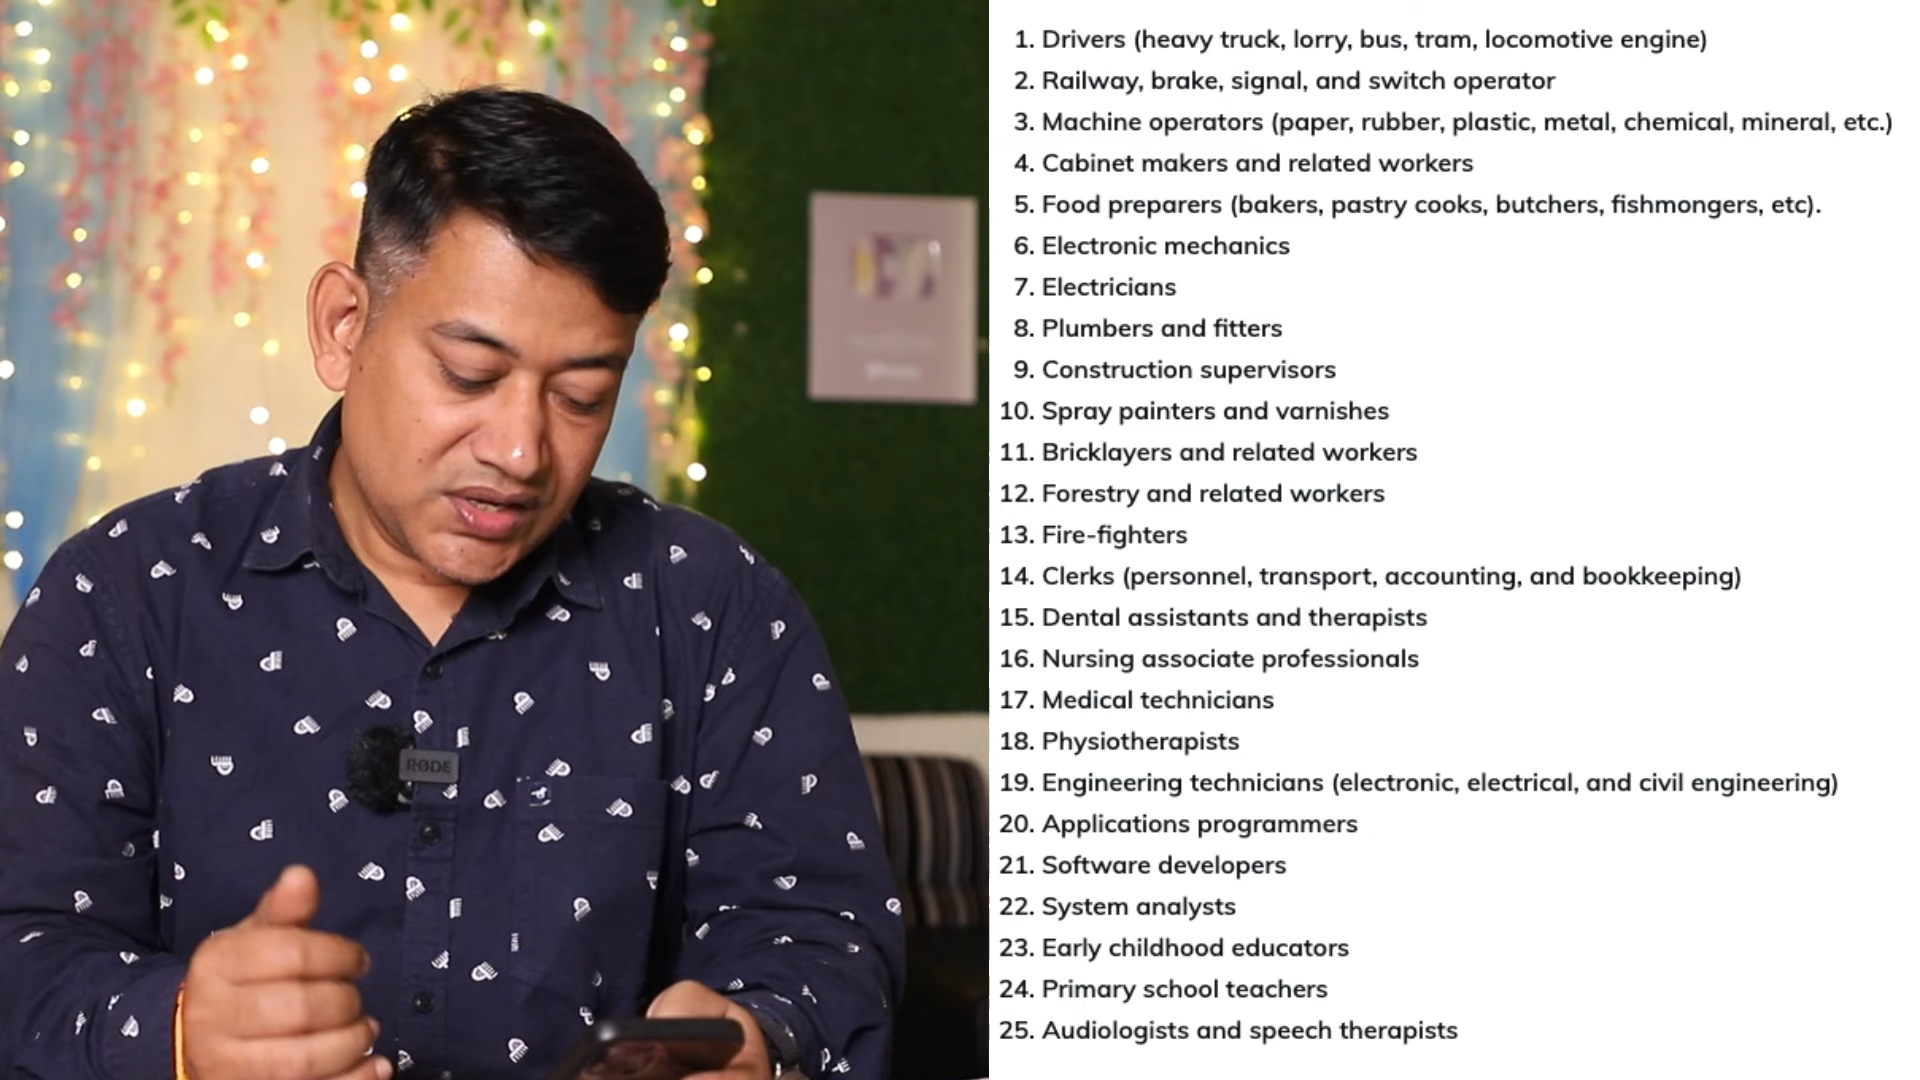 1. Drivers (heavy truck, lorry, bus, tram, locomotive engine)
2. Railway, brake, signal, and switch operator
3. Machine operators (paper, rubber, plastic, metal, chemical, mineral, etc.)
4. Cabinet makers and related workers
5. Food preparers (bakers, pastry cooks, butchers, fishmongers, etc).
6. Electronic mechanics
7. Electricians
8. Plumbers and fitters
9. Construction supervisors
10. Spray painters and varnishes
11. Bricklayers and related workers
12. Forestry and related workers
13. Fire-fighters
14. Clerks (personnel, transport, accounting, and bookkeeping)
15. Dental assistants and therapists
16. Nursing associate professionals
17. Medical technicians
18. Physiotherapists
19. Engineering technicians (electronic, electrical, and civil engineering)
20. Applications programmers
21. Software developers
22. System analysts
23. Early childhood educators
24. Primary school teachers
25. Audiologists and speech therapists
RØDE